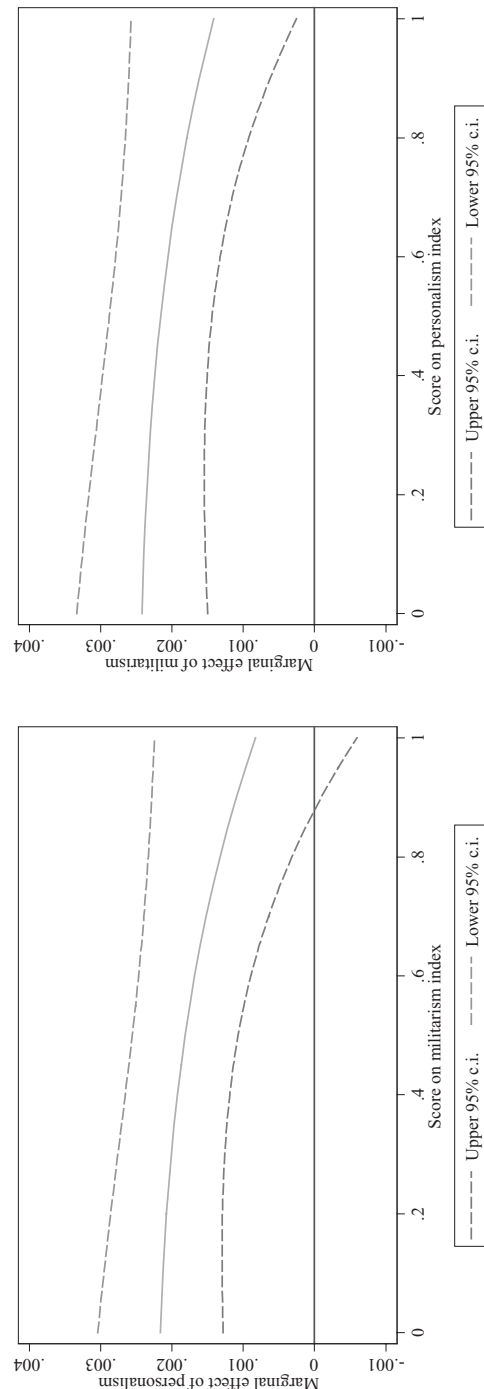 Marginal effect of personalism
.004
.003
.002
.001
0
-.001
0 .2 .4 .6 .8 1
Score on militarism index
Upper 95% c.i. Lower 95% c.i.
Marginal effect of militarism
.004
.003
.002
.001
0
-.001
0 .2 .4 .6 .8 1
Score on personalism index
Upper 95% c.i. Lower 95% c.i.